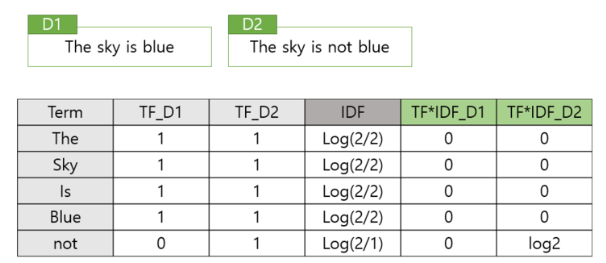 D1
The sky is blue
D2
The sky is not blue
Term TF_D1 TF_D2 IDF TF*IDF_D1 TF*IDF_D2
The 1 1 Log(2/2) 0 0
Sky 1 1 Log(2/2) 0 0
Is 1 1 Log(2/2) 0 0
Blue 1 1 Log(2/2) 0 0
not 0 1 Log(2/1) 0 log2